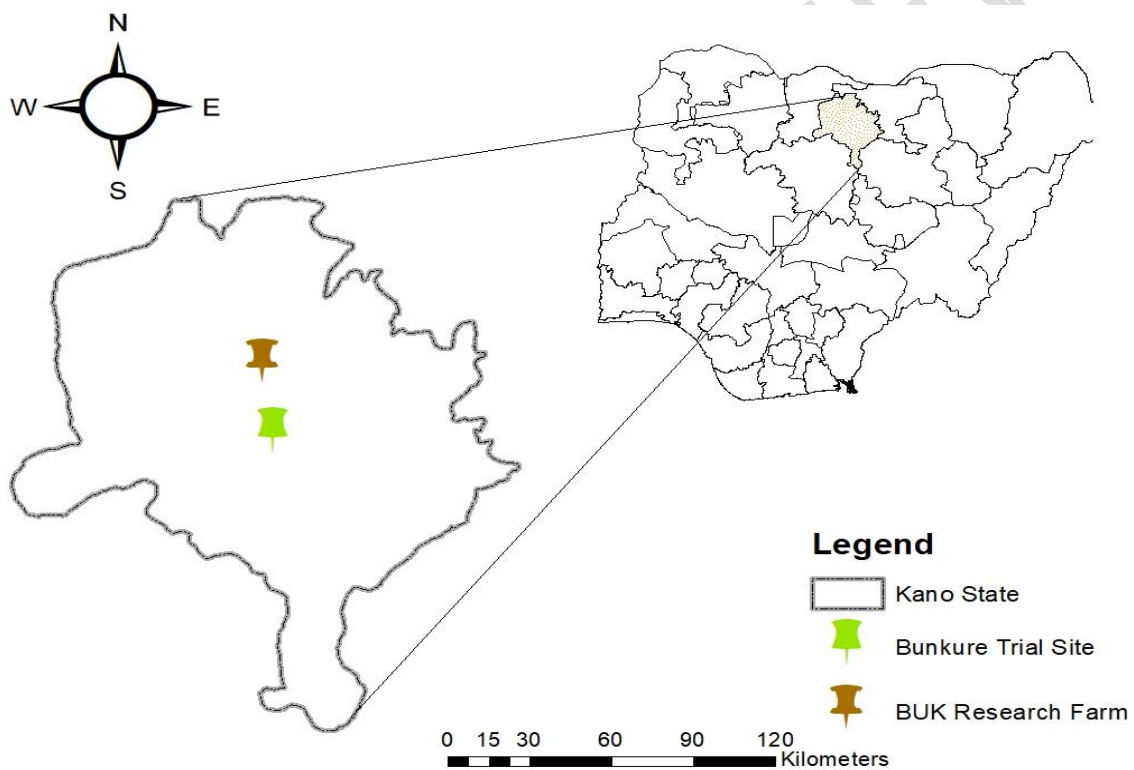 N
W E
S
Legend
Kano State
Bunkure Trial Site
BUK Research Farm
0 15 30 60 90 120
Kilometers